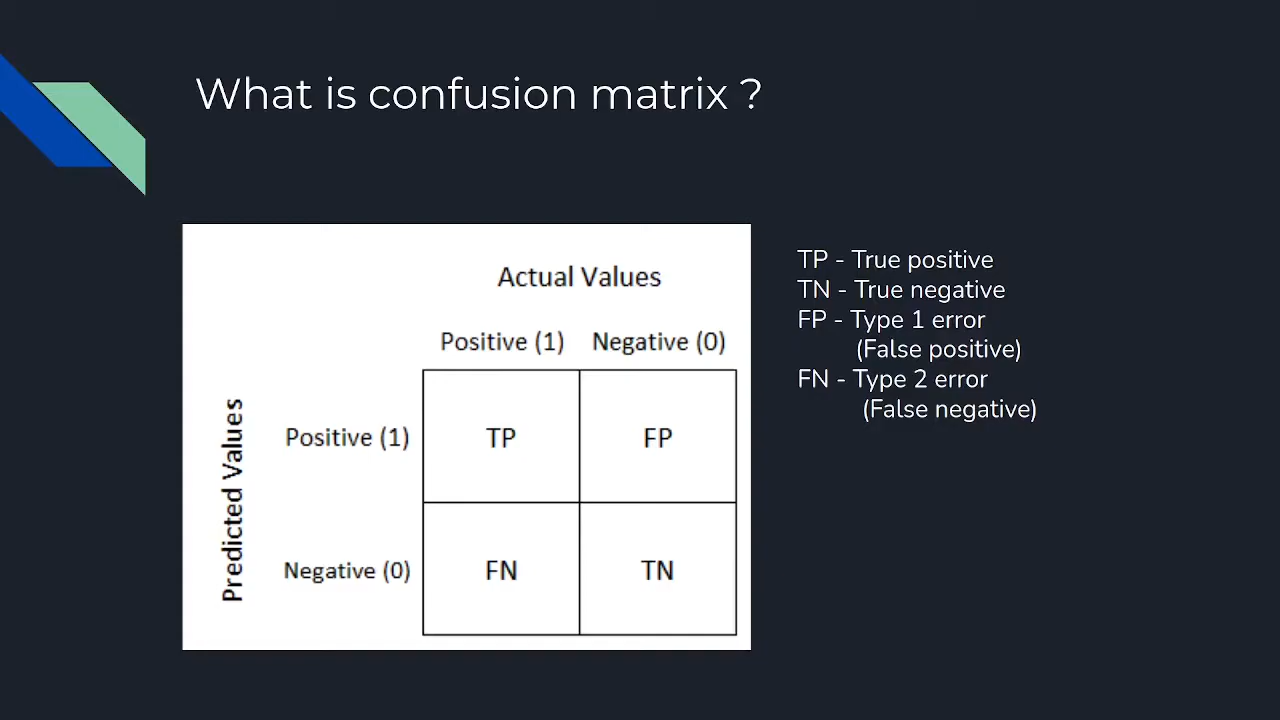 What is confusion matrix ?
Actual Values
Positive (1) Negative (0)
Predicted Values
Positive (1) TP FP
Negative (0) FN TN
TP - True positive
TN - True negative
FP - Type 1 error
(False positive)
FN - Type 2 error
(False negative)